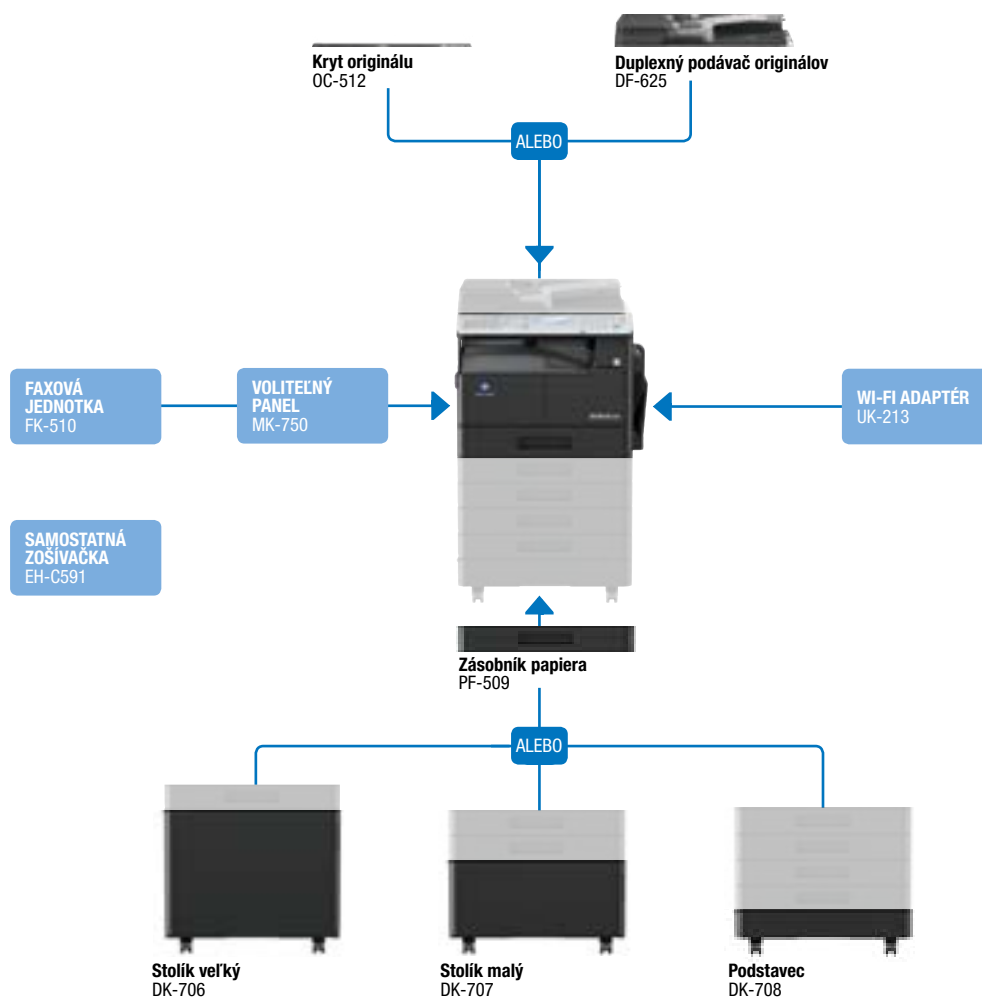 Kryt originálu
OC-512
Duplexný podávač originálov
DF-625
ALEBO
FAXOVÁ
JEDNOTKA
FK-510
VOLITEĽNÝ
PANEL
MK-750
WI-FI ADAPTÉR
UK-213
SAMOSTATNÁ
ZOŠÍVAČKA
EH-C591
Zásobník papiera
PF-509
ALEBO
Stolík veľký
DK-706
Stolík malý
DK-707
Podstavec
DK-708